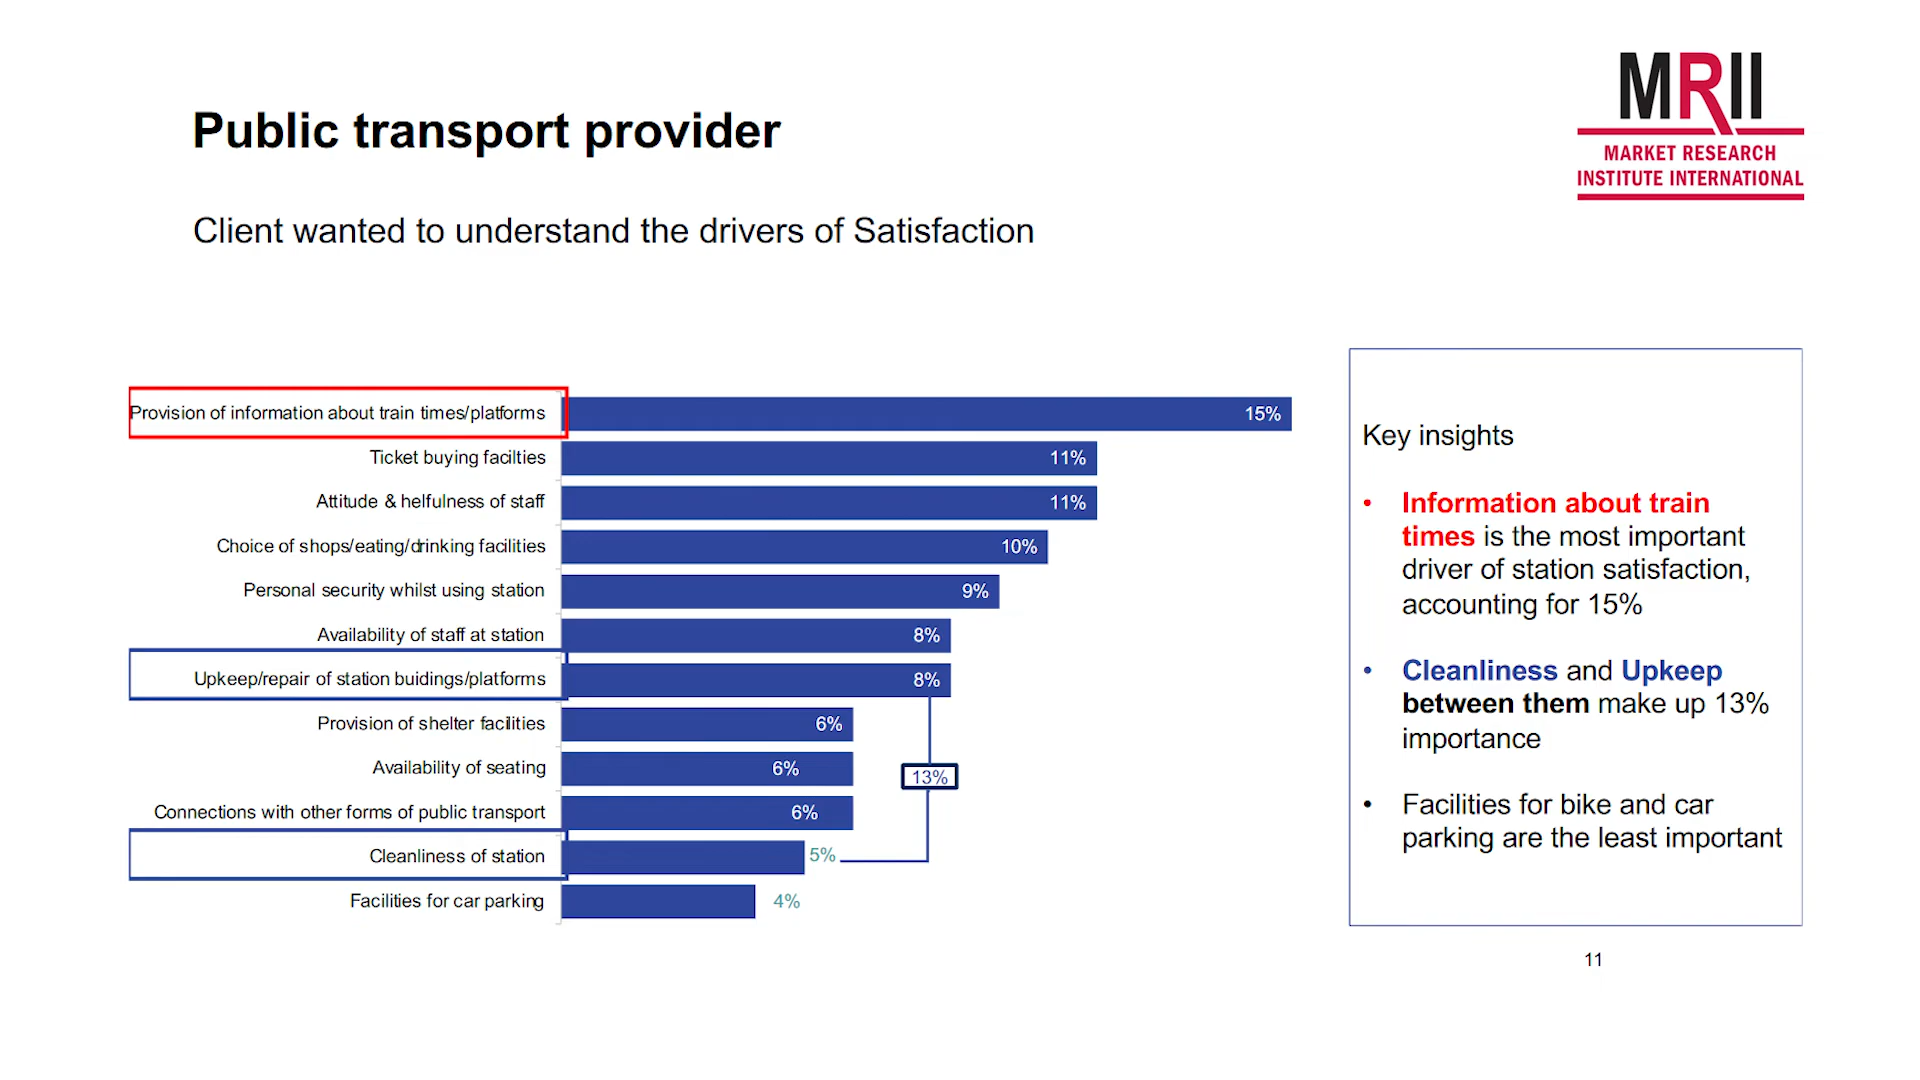 MRII
MARKET RESEARCH
INSTITUTE INTERNATIONAL
Public transport provider
Client wanted to understand the drivers of Satisfaction
Provision of information about train times/platforms 15%
Ticket buying facilties 11%
Attitude & helfulness of staff 11%
Choice of shops/eating/drinking facilities 10%
Personal security whilst using station 9%
Availability of staff at station 8%
Upkeep/repair of station buidings/platforms 8%
Provision of shelter facilities 6%
Availability of seating 6%
13%
Connections with other forms of public transport 6%
Cleanliness of station 5%
Facilities for car parking 4%
Key insights
• Information about train
times is the most important
driver of station satisfaction,
accounting for 15%
• Cleanliness and Upkeep
between them make up 13%
importance
• Facilities for bike and car
parking are the least important
11